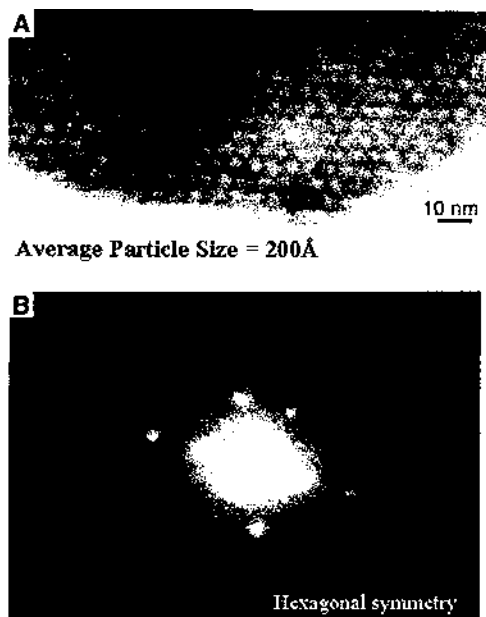 A
10 nm
Average Particle Size = 200Å
B
Hexagonal symmetry